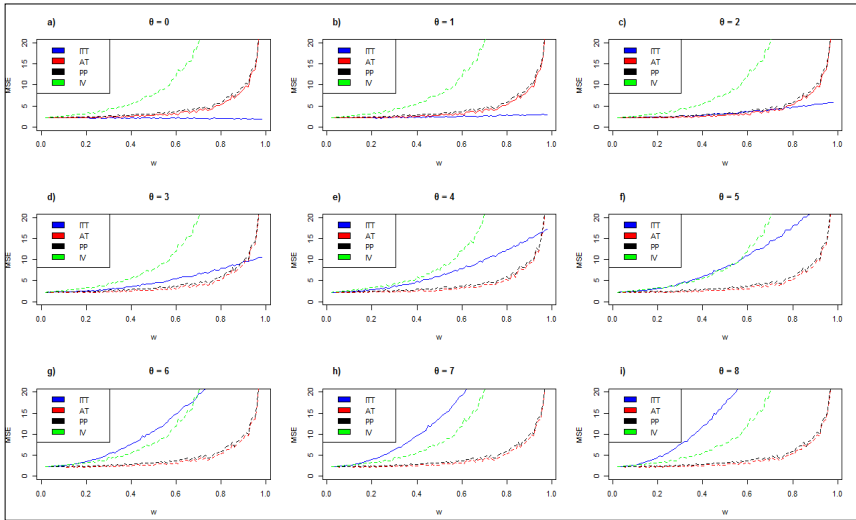 a) θ = 0
ITT
AT
PP
IV
MSE
20
15
10
5
0
0.0 0.2 0.4 0.6 0.8 1.0
w
b) θ = 1
ITT
AT
PP
IV
MSE
20
15
10
5
0
0.0 0.2 0.4 0.6 0.8 1.0
w
c) θ = 2
ITT
AT
PP
IV
MSE
20
15
10
5
0
0.0 0.2 0.4 0.6 0.8 1.0
w
d) θ = 3
ITT
AT
PP
IV
MSE
20
15
10
5
0
0.0 0.2 0.4 0.6 0.8 1.0
w
e) θ = 4
ITT
AT
PP
IV
MSE
20
15
10
5
0
0.0 0.2 0.4 0.6 0.8 1.0
w
f) θ = 5
ITT
AT
PP
IV
MSE
20
15
10
5
0
0.0 0.2 0.4 0.6 0.8 1.0
w
g) θ = 6
ITT
AT
PP
IV
MSE
20
15
10
5
0
0.0 0.2 0.4 0.6 0.8 1.0
w
h) θ = 7
ITT
AT
PP
IV
MSE
20
15
10
5
0
0.0 0.2 0.4 0.6 0.8 1.0
w
i) θ = 8
ITT
AT
PP
IV
MSE
20
15
10
5
0
0.0 0.2 0.4 0.6 0.8 1.0
w